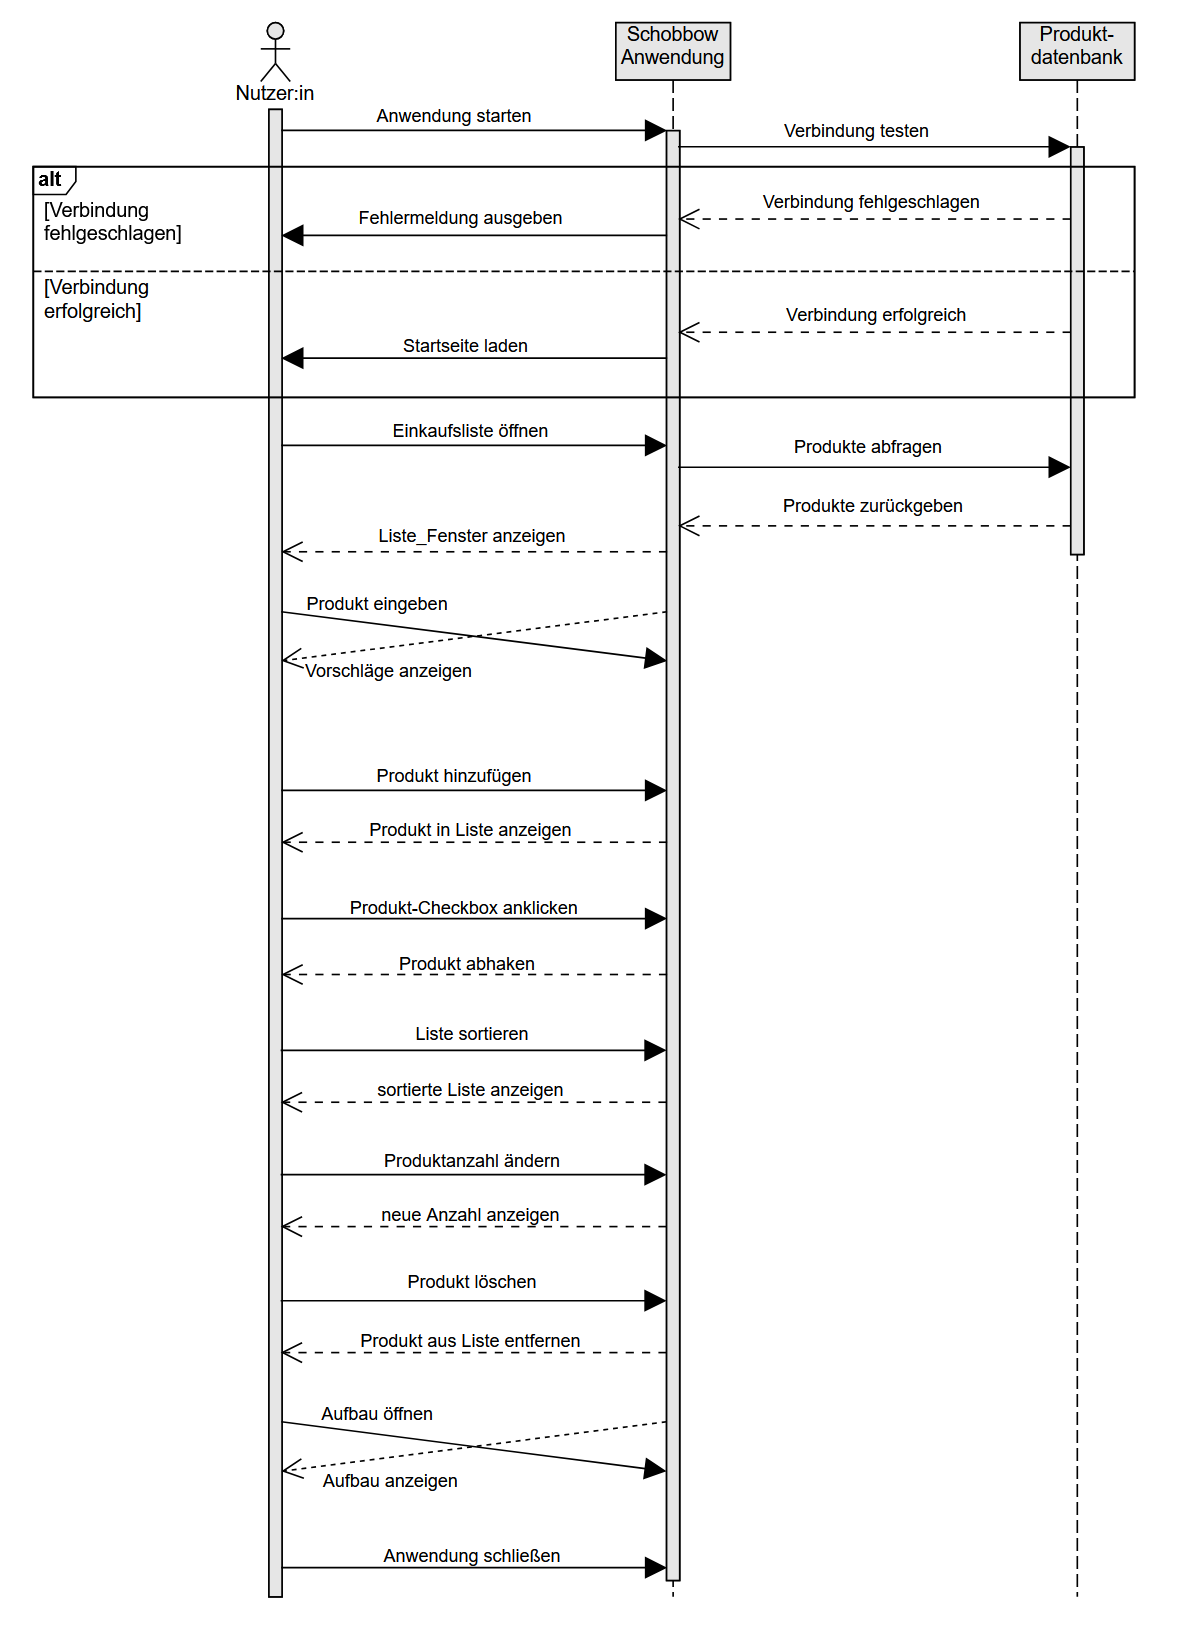 Schobbow
Anwendung
Produkt-
datenbank
Nutzer:in
Anwendung starten
Verbindung testen
alt
[Verbindung
fehlgeschlagen]
Verbindung fehlgeschlagen
Fehlermeldung ausgeben
[Verbindung
erfolgreich]
Verbindung erfolgreich
Startseite laden
Einkaufsliste öffnen
Produkte abfragen
Produkte zurückgeben
Liste_Fenster anzeigen
Produkt eingeben
Vorschläge anzeigen
Produkt hinzufügen
Produkt in Liste anzeigen
Produkt-Checkbox anklicken
Produkt abhaken
Liste sortieren
sortierte Liste anzeigen
Produktanzahl ändern
neue Anzahl anzeigen
Produkt löschen
Produkt aus Liste entfernen
Aufbau öffnen
Aufbau anzeigen
Anwendung schließen